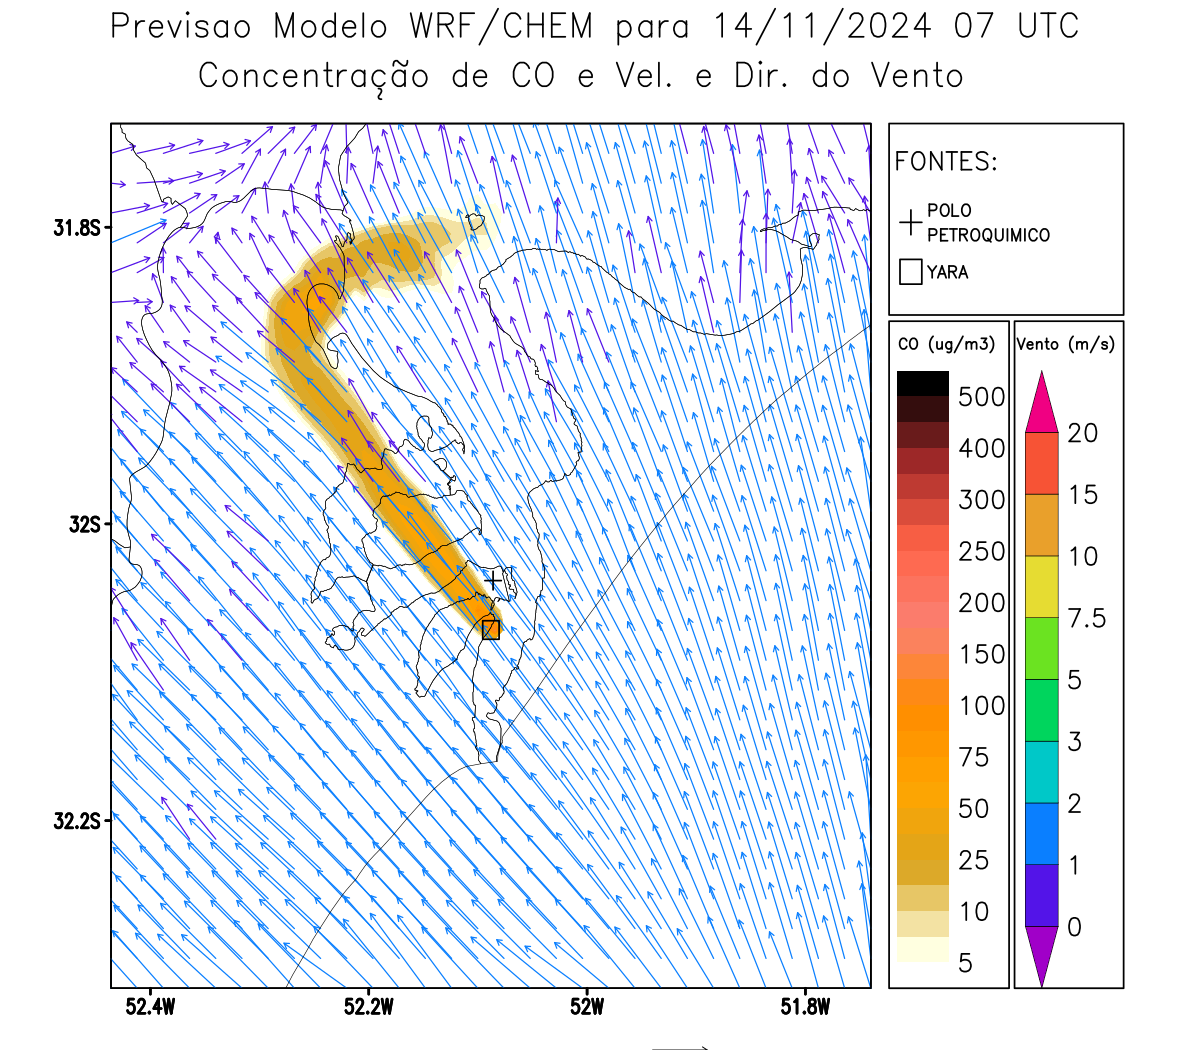 Previsao Modelo WRF/CHEM para 14/11/2024 07 UTC
Concentração de CO e Vel. e Dir. do Vento
FONTES:
POLO
PETROQUIMICO
YARA
31.8S
32S
32.2S
52.4W
52.2W
52W
51.8W
CO (ug/m3)
500
400
300
250
200
150
100
75
50
25
10
5
Vento (m/s)
20
15
10
7.5
5
3
2
1
0